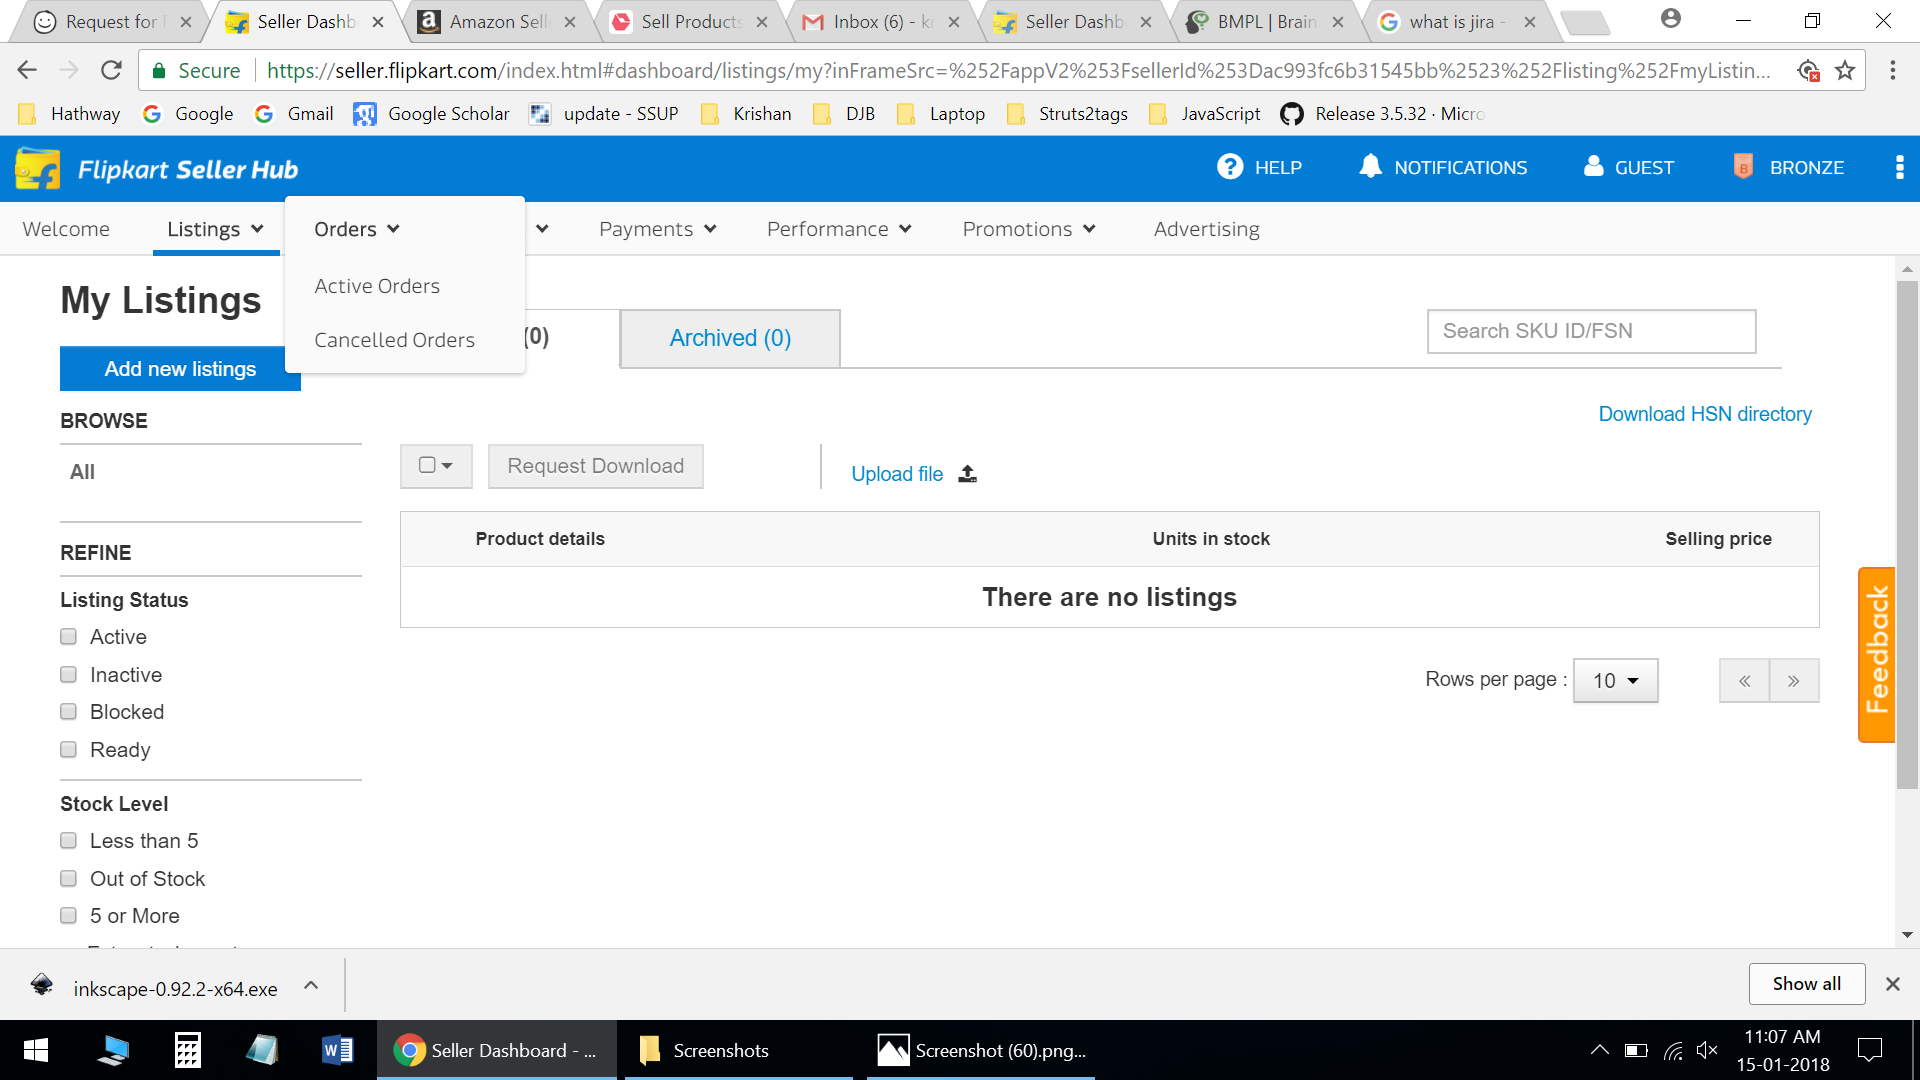 Request for
Seller Dashb
Amazon Sell
Sell Products
Inbox (6) - k
Seller Dashb
BMPL | Brain
what is jira -
Secure
https://seller.flipkart.com/index.html#dashboard/listings/my?inFrameSrc=%252FappV2%253FsellerId%253Dac993fc6b31545bb%2523%252Flisting%252FmyListin...
Hathway
Google
Gmail
Google Scholar
update - SSUP
Krishan
DJB
Laptop
Struts2tags
JavaScript
Release 3.5.32 · Micro
Flipkart Seller Hub
HELP
NOTIFICATIONS
GUEST
B
BRONZE
Welcome
Listings
Orders
Payments
Performance
Promotions
Advertising
Active Orders
Cancelled Orders
My Listings
(0)
Archived (0)
Search SKU ID/FSN
Add new listings
Download HSN directory
BROWSE
All
Request Download
Upload file
Product details
Units in stock
Selling price
There are no listings
REFINE
Listing Status
Active
Inactive
Blocked
Ready
Rows per page :
10
«
»
Feedback
Stock Level
Less than 5
Out of Stock
5 or More
inkscape-0.92.2-x64.exe
Show all
Seller Dashboard - ...
Screenshots
Screenshot (60).png...
11:07 AM
15-01-2018